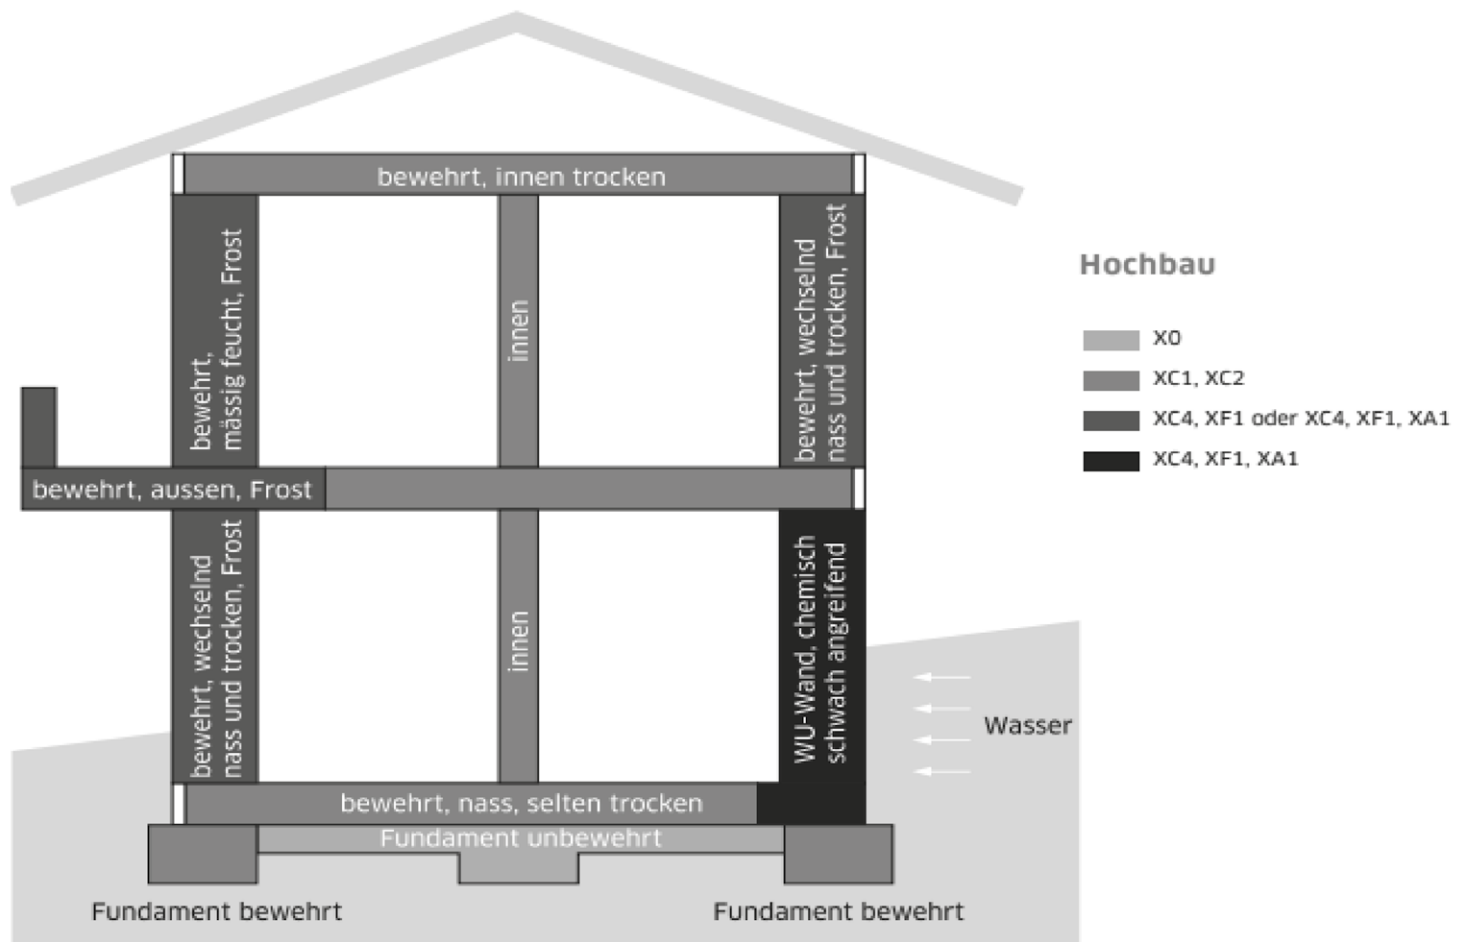 bewehrt, innen trocken
bewehrt,
mässig feucht, Frost
innen
bewehrt, wechselnd
nass und trocken, Frost
bewehrt, aussen, Frost
bewehrt, wechselnd
nass und trocken, Frost
innen
WU-Wand, chemisch
schwach angreifend
Wasser
bewehrt, nass, selten trocken
Fundament unbewehrt
Fundament bewehrt
Fundament bewehrt
Hochbau
X0
XC1, XC2
XC4, XF1 oder XC4, XF1, XA1
XC4, XF1, XA1